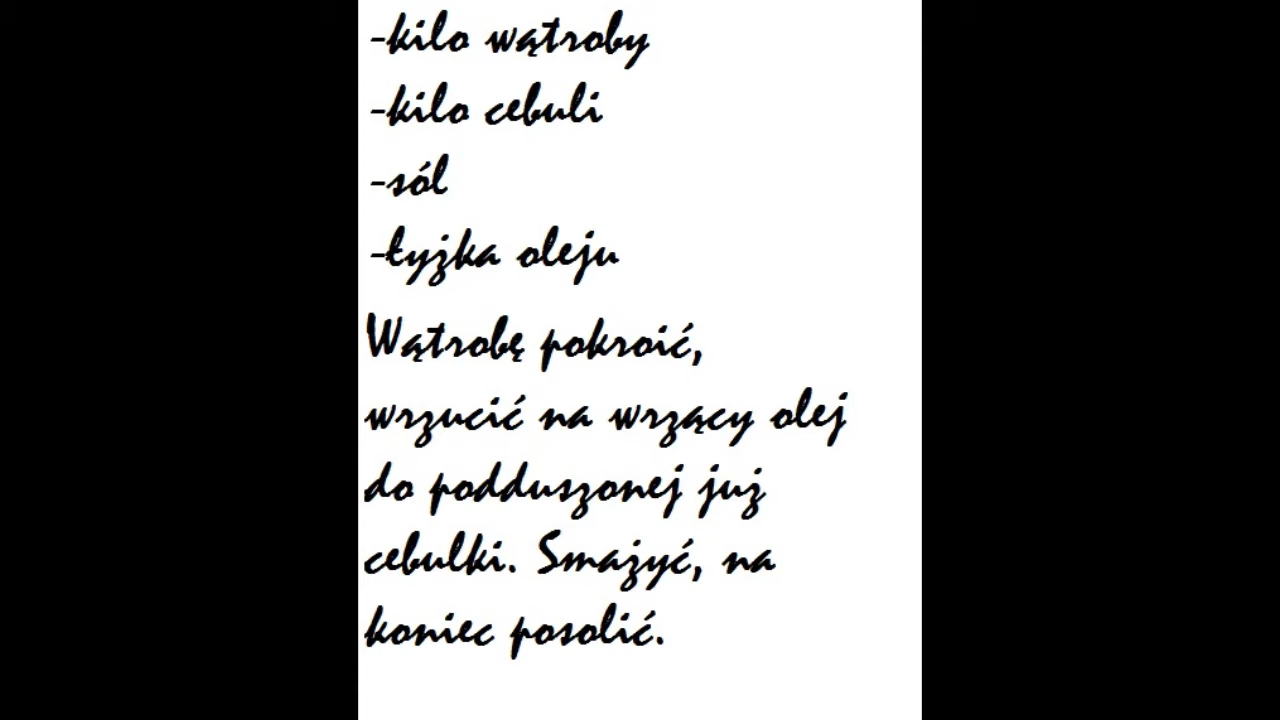 -kilo wątroby
-kilo cebuli
-sól
-łyżka oleju
Wątrobę pokroić,
wrzucić na wrzący olej
do podduszonej już
cebulki. Smażyć, na
koniec posolić.